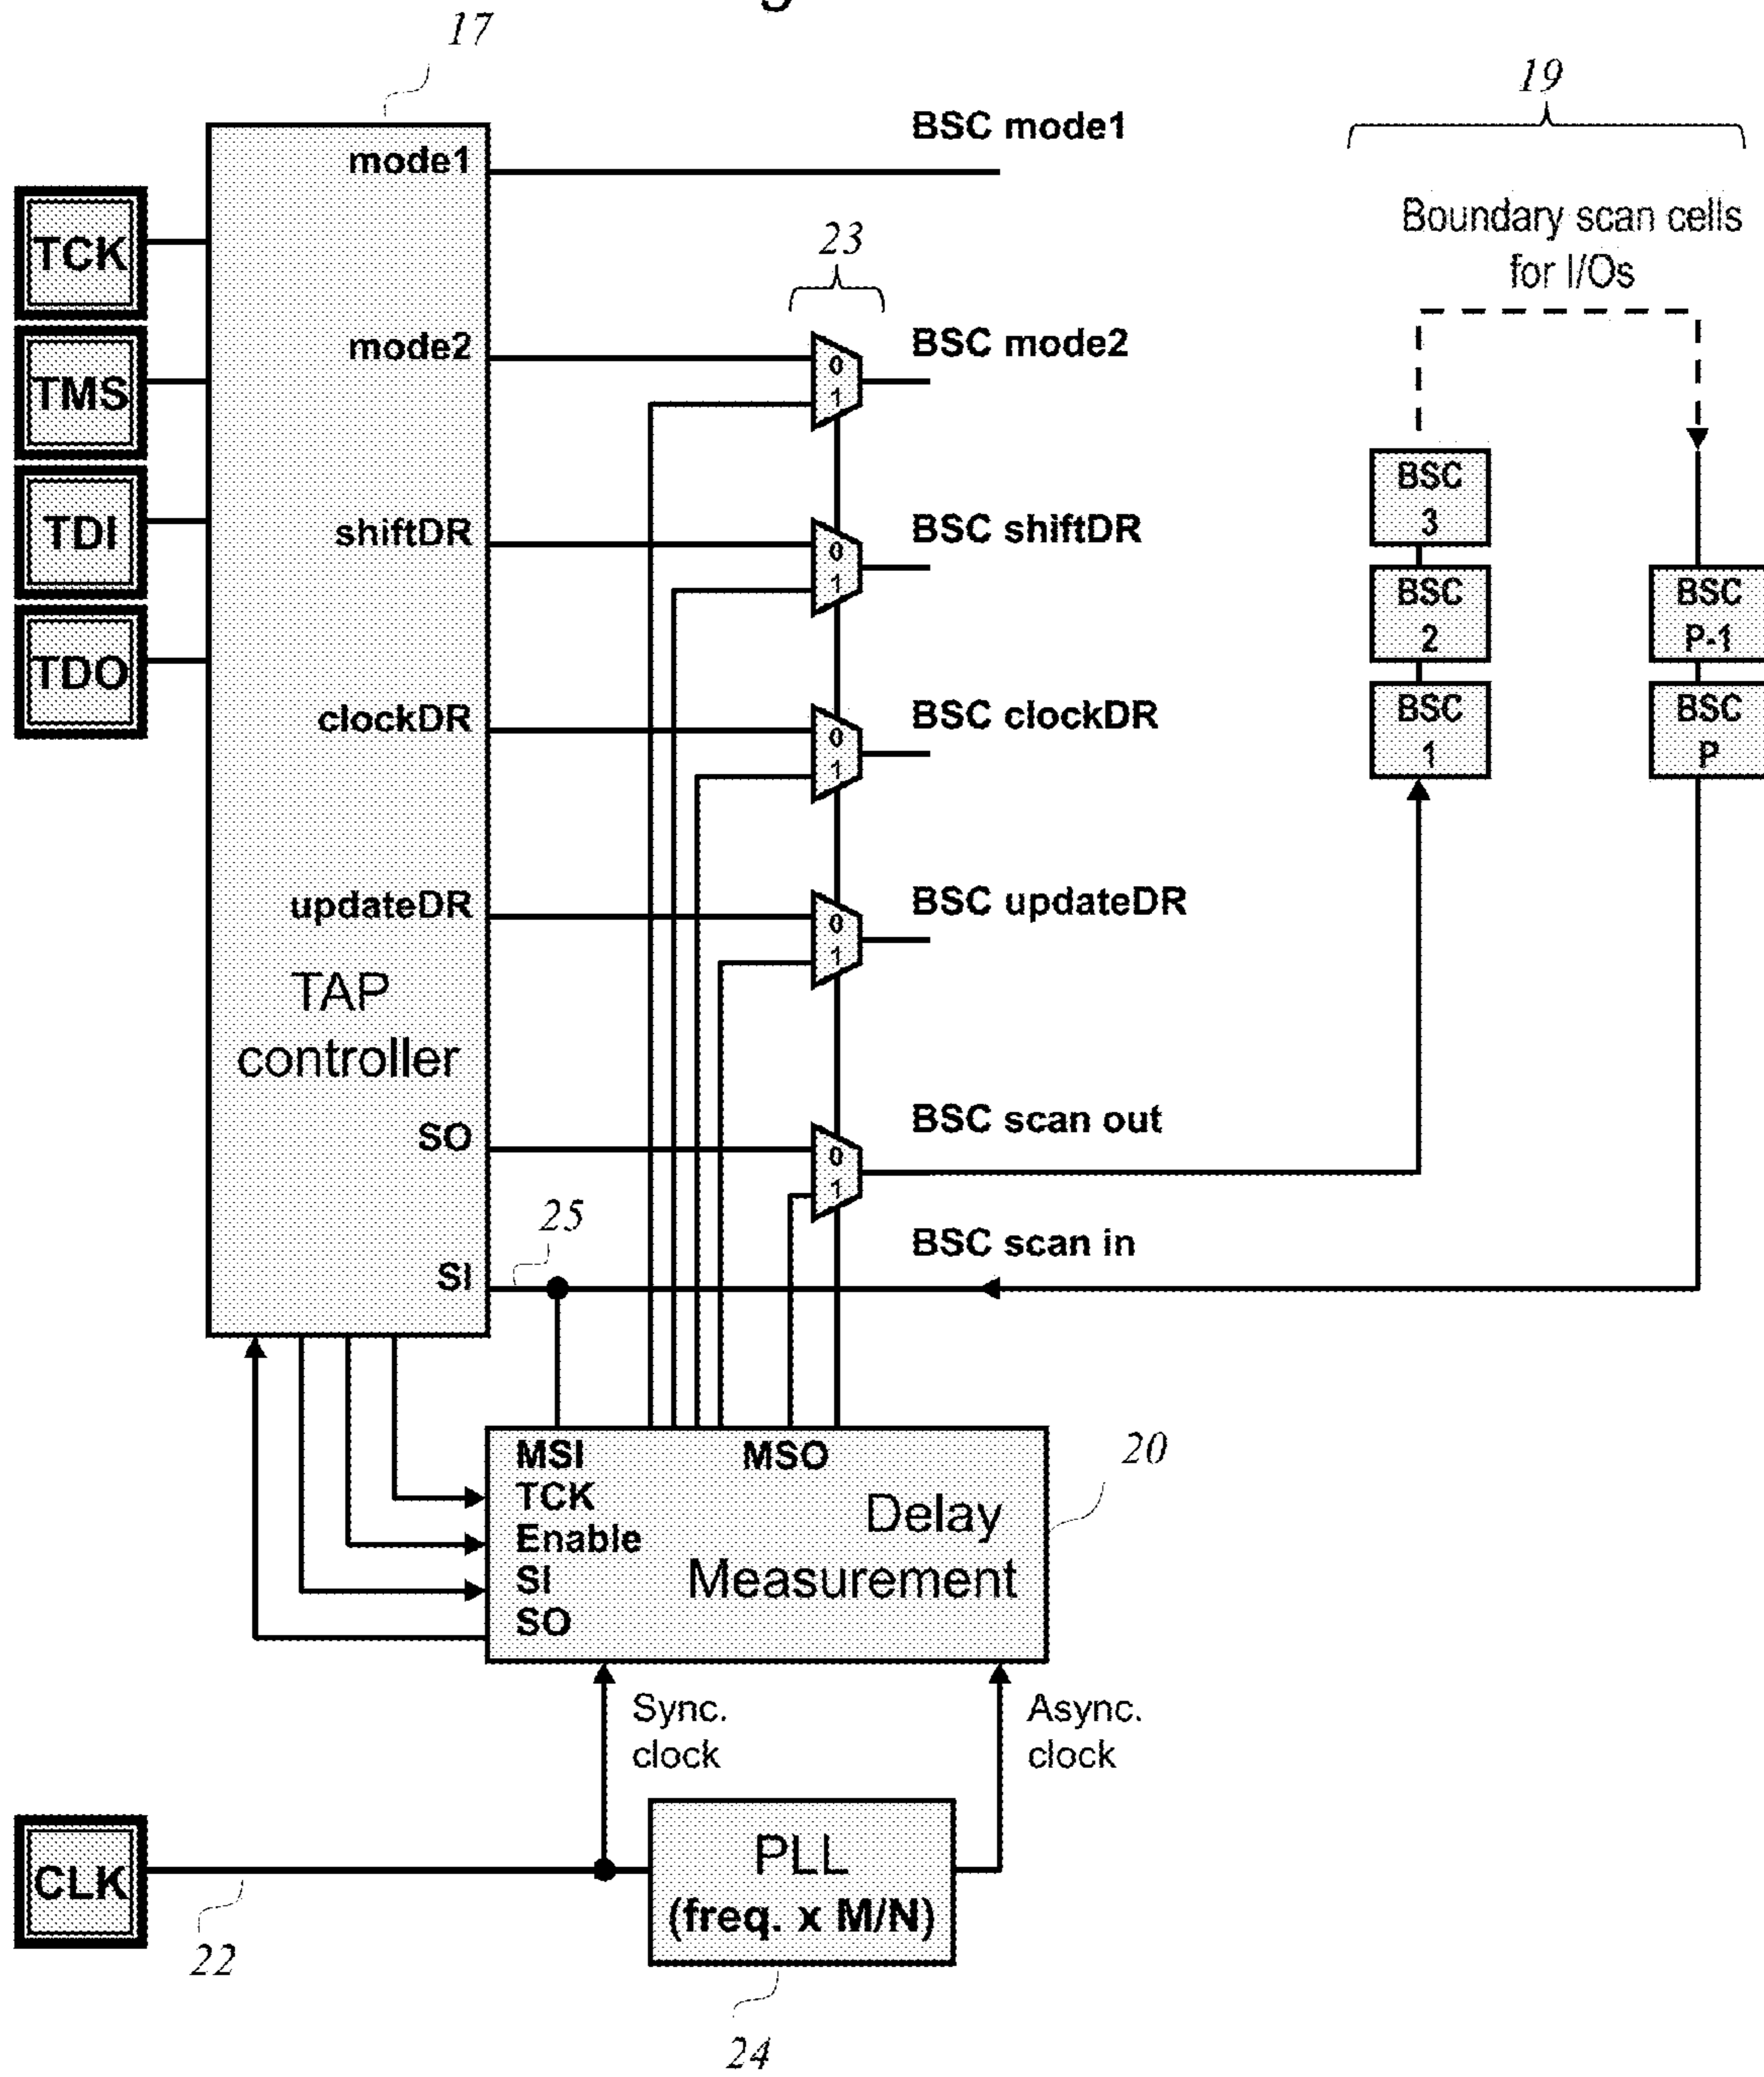 17
19
mode1
BSC mode1
Boundary scan cells
for I/Os
TCK
TMS
TDI
TDO
23
mode2
0
1
BSC mode2
shiftDR
0
1
BSC shiftDR
clockDR
0
1
BSC clockDR
updateDR
0
1
BSC updateDR
BSC
3
BSC
2
BSC
1
BSC
P-1
BSC
P
TAP
controller
SO
0
1
BSC scan out
25
SI
BSC scan in
MSI
MSO
TCK
Enable
SI
SO
Delay
Measurement
20
Sync.
clock
Async.
clock
CLK
22
PLL
(freq. x M/N)
24